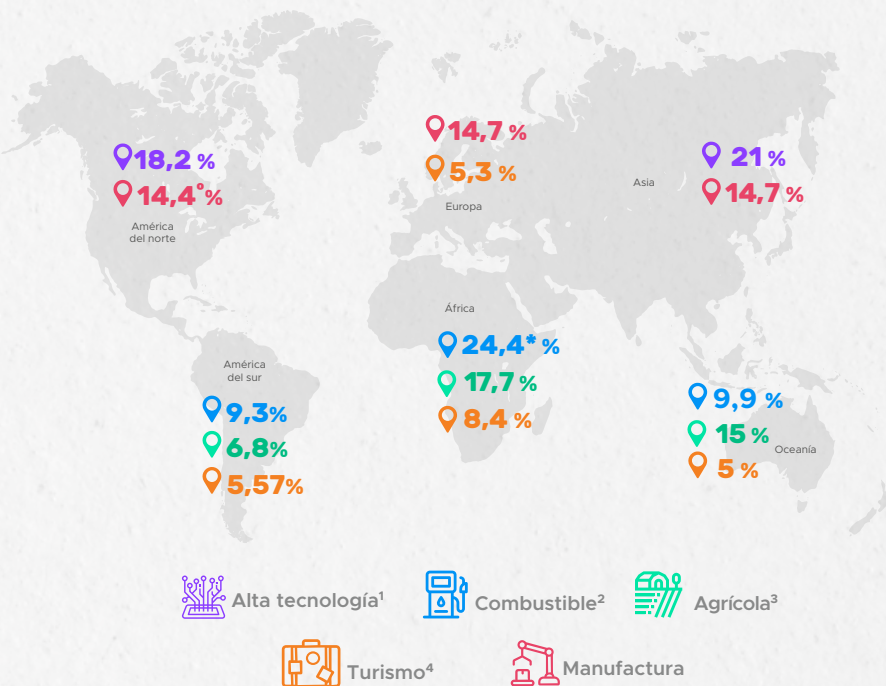 18,2 %
14,4°%
América
del norte
14,7 %
5,3 %
Europa
Asia
21 %
14,7 %
África
24,4* %
17,7 %
8,4 %
América
del sur
9,3%
6,8%
5,57%
9,9 %
15 %
Oceanía
5 %
Alta tecnología¹
Combustible²
Agrícola³
Turismo⁴
Manufactura